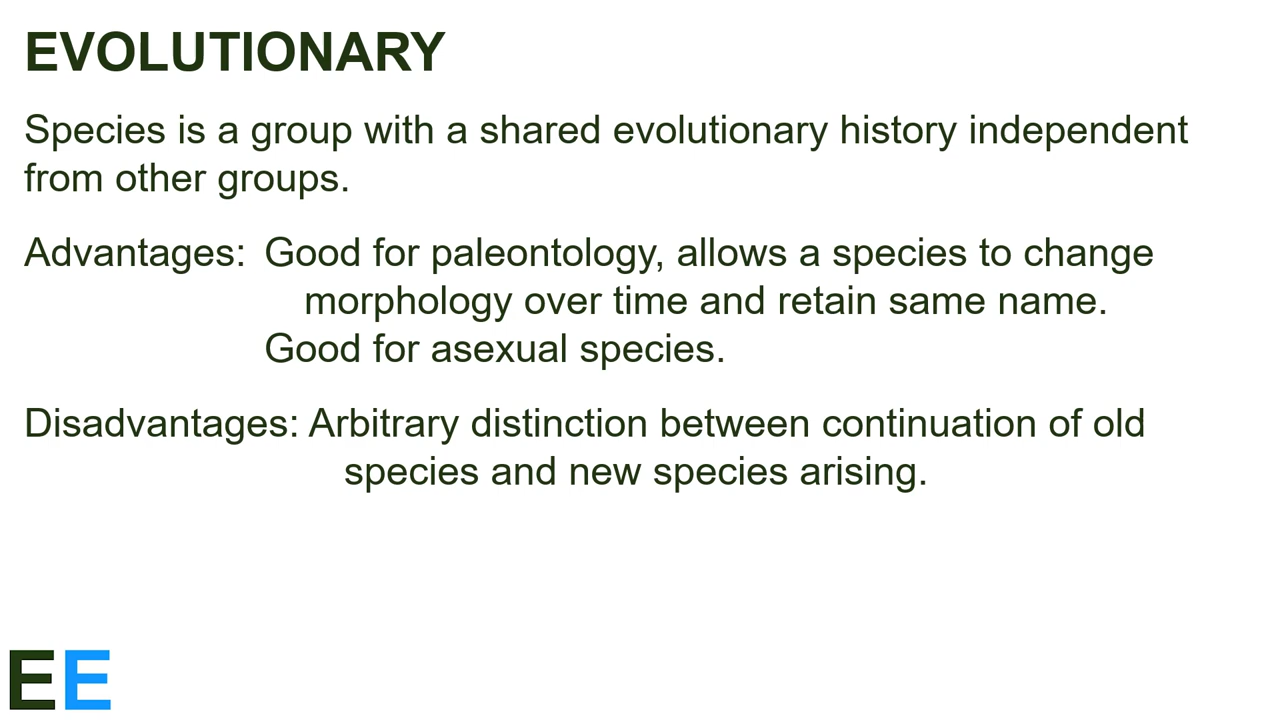 EVOLUTIONARY
Species is a group with a shared evolutionary history independent
from other groups.
Advantages: Good for paleontology, allows a species to change
morphology over time and retain same name.
Good for asexual species.
Disadvantages: Arbitrary distinction between continuation of old
species and new species arising.
EE